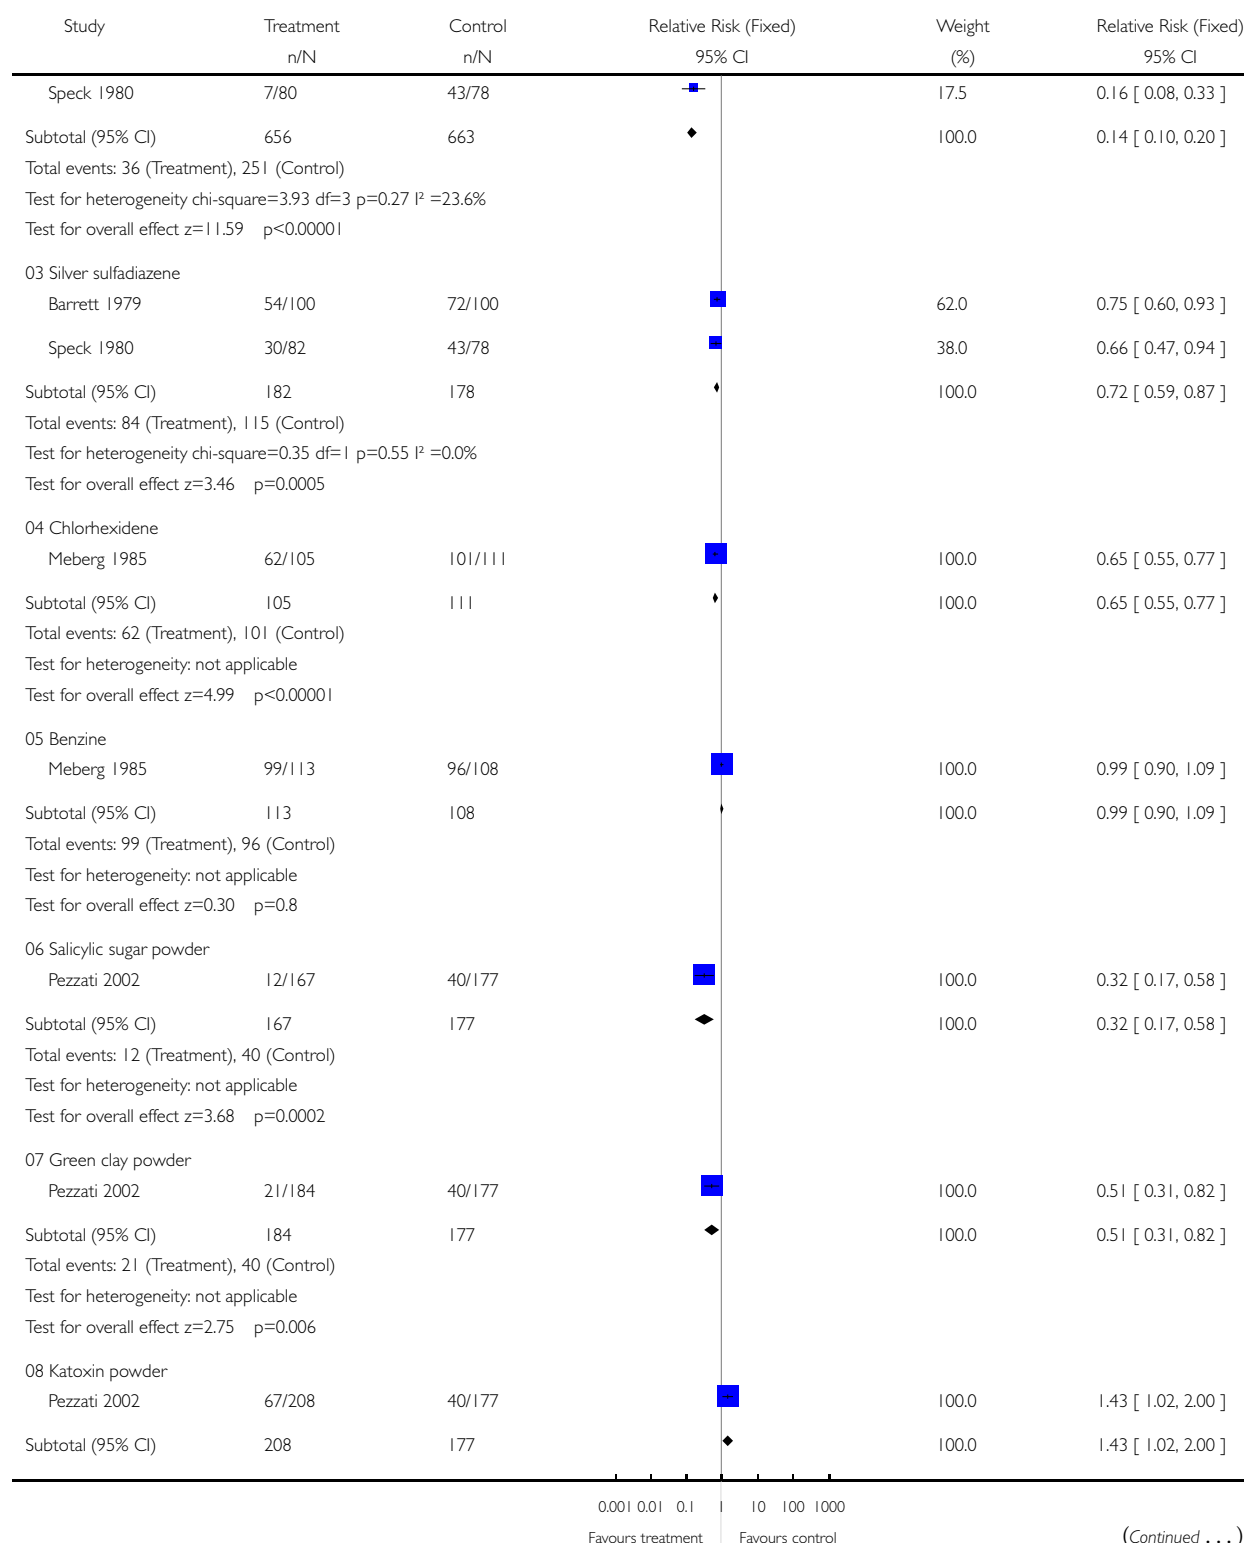 Study Treatment Control Relative Risk (Fixed) Weight Relative Risk (Fixed)
n/N n/N 95% CI (%) 95% CI
Speck 1980 7/80 43/78 17.5 0.16 [ 0.08, 0.33 ]
Subtotal (95% CI) 656 663 100.0 0.14 [ 0.10, 0.20 ]
Total events: 36 (Treatment), 251 (Control)
Test for heterogeneity chi-square=3.93 df=3 p=0.27 I² =23.6%
Test for overall effect z=11.59 p<0.00001
03 Silver sulfadiazene
Barrett 1979 54/100 72/100 62.0 0.75 [ 0.60, 0.93 ]
Speck 1980 30/82 43/78 38.0 0.66 [ 0.47, 0.94 ]
Subtotal (95% CI) 182 178 100.0 0.72 [ 0.59, 0.87 ]
Total events: 84 (Treatment), 115 (Control)
Test for heterogeneity chi-square=0.35 df=1 p=0.55 I² =0.0%
Test for overall effect z=3.46 p=0.0005
04 Chlorhexidene
Meberg 1985 62/105 101/111 100.0 0.65 [ 0.55, 0.77 ]
Subtotal (95% CI) 105 111 100.0 0.65 [ 0.55, 0.77 ]
Total events: 62 (Treatment), 101 (Control)
Test for heterogeneity: not applicable
Test for overall effect z=4.99 p<0.00001
05 Benzine
Meberg 1985 99/113 96/108 100.0 0.99 [ 0.90, 1.09 ]
Subtotal (95% CI) 113 108 100.0 0.99 [ 0.90, 1.09 ]
Total events: 99 (Treatment), 96 (Control)
Test for heterogeneity: not applicable
Test for overall effect z=0.30 p=0.8
06 Salicylic sugar powder
Pezzati 2002 12/167 40/177 100.0 0.32 [ 0.17, 0.58 ]
Subtotal (95% CI) 167 177 100.0 0.32 [ 0.17, 0.58 ]
Total events: 12 (Treatment), 40 (Control)
Test for heterogeneity: not applicable
Test for overall effect z=3.68 p=0.0002
07 Green clay powder
Pezzati 2002 21/184 40/177 100.0 0.51 [ 0.31, 0.82 ]
Subtotal (95% CI) 184 177 100.0 0.51 [ 0.31, 0.82 ]
Total events: 21 (Treatment), 40 (Control)
Test for heterogeneity: not applicable
Test for overall effect z=2.75 p=0.006
08 Katoxin powder
Pezzati 2002 67/208 40/177 100.0 1.43 [ 1.02, 2.00 ]
Subtotal (95% CI) 208 177 100.0 1.43 [ 1.02, 2.00 ]
0.001 0.01 0.1 1 10 100 1000
Favours treatment Favours control (Continued . . . )